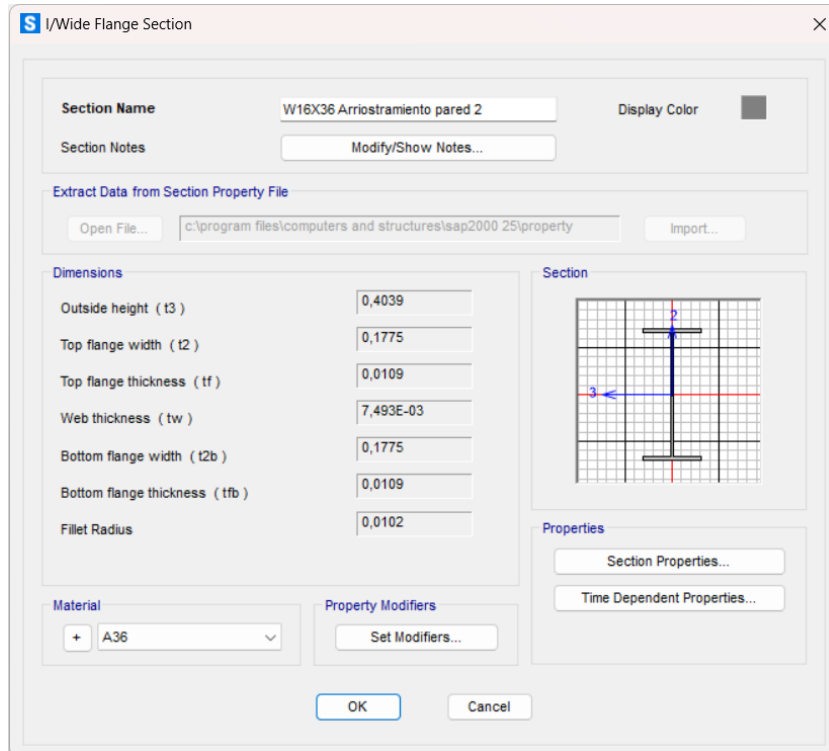 S I/Wide Flange Section
Section Name W16X36 Arriostramiento pared 2 Display Color
Section Notes Modify/Show Notes...
Extract Data from Section Property File
Open File... c:\program files\computers and structures\sap2000 25\property Import...
Dimensions
Outside height ( t3 ) 0,4039
Top flange width ( t2 ) 0,1775
Top flange thickness ( tf ) 0,0109
Web thickness ( tw ) 7,493E-03
Bottom flange width ( t2b ) 0,1775
Bottom flange thickness ( tfb ) 0,0109
Fillet Radius 0,0102
Section
2
3
Properties
Section Properties...
Time Dependent Properties...
Material
+ A36
Property Modifiers
Set Modifiers...
OK Cancel